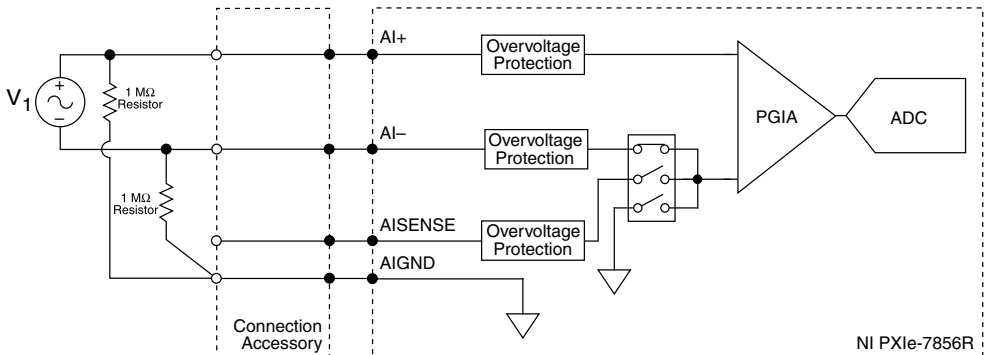 AI+
Overvoltage
Protection
1 MΩ
Resistor
V1
+
–
PGIA
ADC
AI–
Overvoltage
Protection
1 MΩ
Resistor
AISENSE
Overvoltage
Protection
AIGND
Connection
Accessory
NI PXIe-7856R